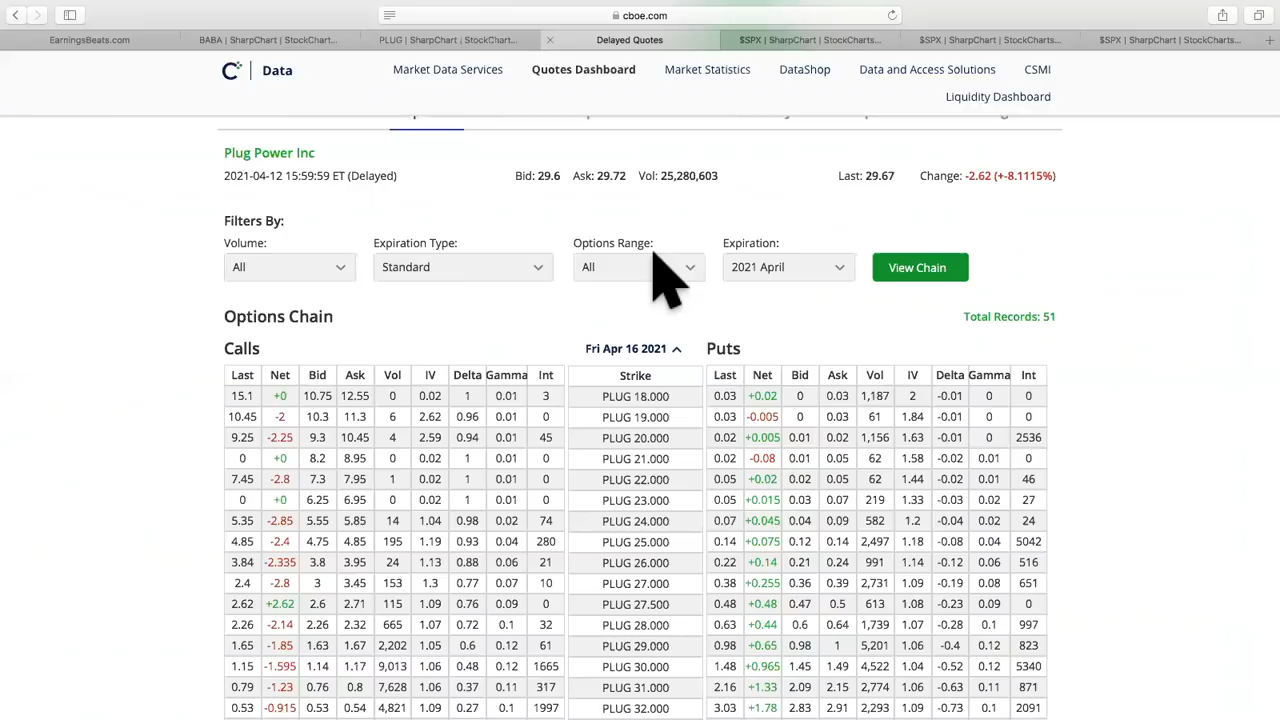 cboe.com
EarningsBeats.com BABA | SharpChart | StockChart... PLUG | SharpChart | StockChart... Delayed Quotes $SPX | SharpChart | StockCharts... $SPX | SharpChart | StockCharts... $SPX | SharpChart | StockCharts...
Data Market Data Services Quotes Dashboard Market Statistics DataShop Data and Access Solutions CSMI
Liquidity Dashboard
Plug Power Inc
2021-04-12 15:59:59 ET (Delayed) Bid: 29.6 Ask: 29.72 Vol: 25,280,603 Last: 29.67 Change: -2.62 (+-8.1115%)
Filters By:
Volume: Expiration Type: Options Range: Expiration:
All Standard All 2021 April View Chain
Options Chain Total Records: 51
Calls Fri Apr 16 2021 Puts
Last Net Bid Ask Vol IV Delta Gamma Int Strike Last Net Bid Ask Vol IV Delta Gamma Int
15.1 +0 10.75 12.55 0 0.02 1 0.01 3 PLUG 18.000 0.03 +0.02 0 0.03 1,187 2 -0.01 0 0
10.45 -2 10.3 11.3 6 2.62 0.96 0.01 0 PLUG 19.000 0.03 -0.005 0 0.03 61 1.84 -0.01 0 0
9.25 -2.25 9.3 10.45 4 2.59 0.94 0.01 45 PLUG 20.000 0.02 +0.005 0.01 0.02 1,156 1.63 -0.01 0 2536
0 +0 8.2 8.95 0 0.02 1 0.01 0 PLUG 21.000 0.02 -0.08 0.01 0.05 62 1.58 -0.02 0.01 0
7.45 -2.8 7.3 7.95 1 0.02 1 0.01 0 PLUG 22.000 0.05 +0.02 0.02 0.05 62 1.44 -0.02 0.01 46
0 +0 6.25 6.95 0 0.02 1 0.01 0 PLUG 23.000 0.05 +0.015 0.03 0.07 219 1.33 -0.03 0.02 27
5.35 -2.85 5.55 5.85 14 1.04 0.98 0.02 74 PLUG 24.000 0.07 +0.045 0.04 0.09 582 1.2 -0.04 0.02 24
4.85 -2.4 4.75 4.85 195 1.19 0.93 0.04 280 PLUG 25.000 0.14 +0.075 0.12 0.14 2,497 1.18 -0.08 0.04 5042
3.84 -2.335 3.8 3.95 24 1.13 0.88 0.06 21 PLUG 26.000 0.22 +0.14 0.21 0.24 991 1.14 -0.12 0.06 516
2.4 -2.8 3 3.45 153 1.3 0.77 0.07 10 PLUG 27.000 0.38 +0.255 0.36 0.39 2,731 1.09 -0.19 0.08 651
2.62 +2.62 2.6 2.71 115 1.09 0.76 0.09 0 PLUG 27.500 0.48 +0.48 0.47 0.5 613 1.08 -0.23 0.09 0
2.26 -2.14 2.26 2.32 665 1.07 0.72 0.1 32 PLUG 28.000 0.63 +0.44 0.6 0.64 1,739 1.07 -0.28 0.1 997
1.65 -1.85 1.63 1.67 2,202 1.05 0.6 0.12 61 PLUG 29.000 0.98 +0.65 0.98 1 5,201 1.06 -0.4 0.12 823
1.15 -1.595 1.14 1.17 9,013 1.06 0.48 0.12 1665 PLUG 30.000 1.48 +0.965 1.45 1.49 4,522 1.04 -0.52 0.12 5340
0.79 -1.23 0.76 0.8 7,628 1.06 0.37 0.11 317 PLUG 31.000 2.16 +1.33 2.09 2.15 2,774 1.09 -0.63 0.11 871
0.53 -0.915 0.53 0.54 4,821 1.09 0.27 0.1 1997 PLUG 32.000 3.03 +1.78 2.83 2.91 2,293 1.09 -0.73 0.1 2091